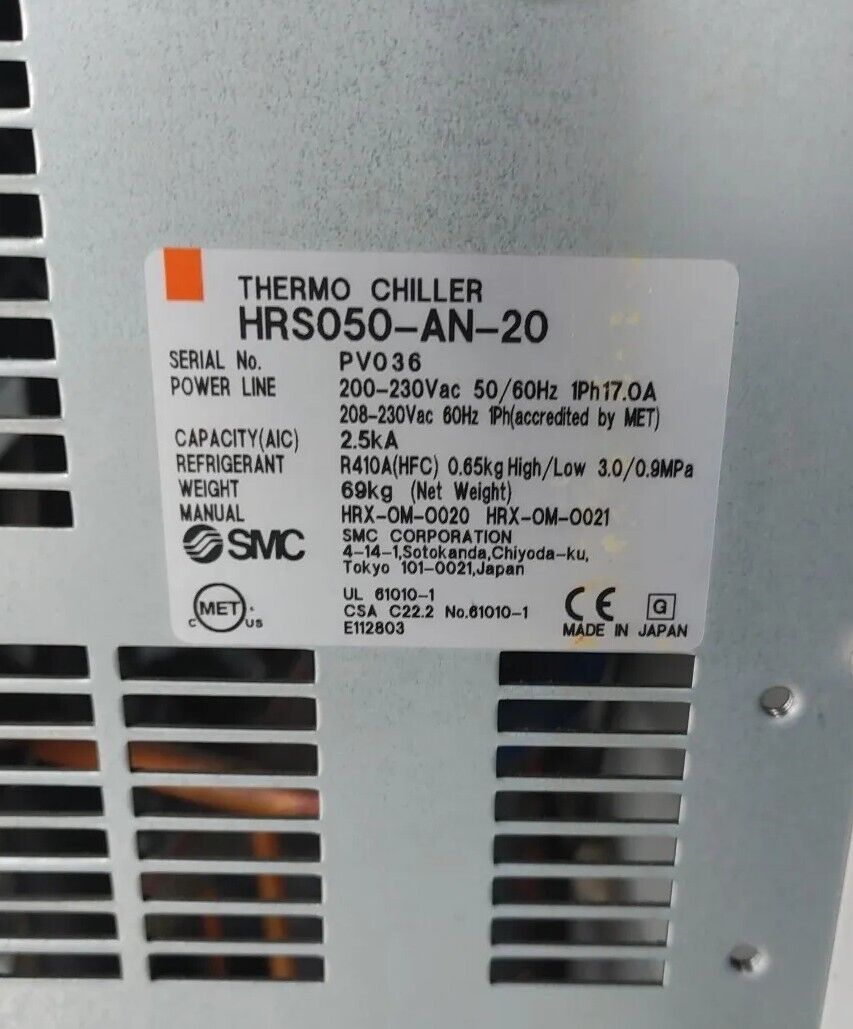 THERMO CHILLER
HRS050-AN-20
SERIAL No. PV036
POWER LINE 200-230Vac 50/60Hz 1Ph17.0A
208-230Vac 60Hz 1Ph(accredited by MET)
CAPACITY(AIC) 2.5kA
REFRIGERANT R410A(HFC) 0.65kg High/Low 3.0/0.9MPa
WEIGHT 69kg (Net Weight)
MANUAL HRX-OM-0020 HRX-OM-0021
SMC SMC CORPORATION
4-14-1,Sotokanda,Chiyoda-ku,
Tokyo 101-0021,Japan
C MET US
UL 61010-1
CSA C22.2 No.61010-1
E112803
CE G
MADE IN JAPAN